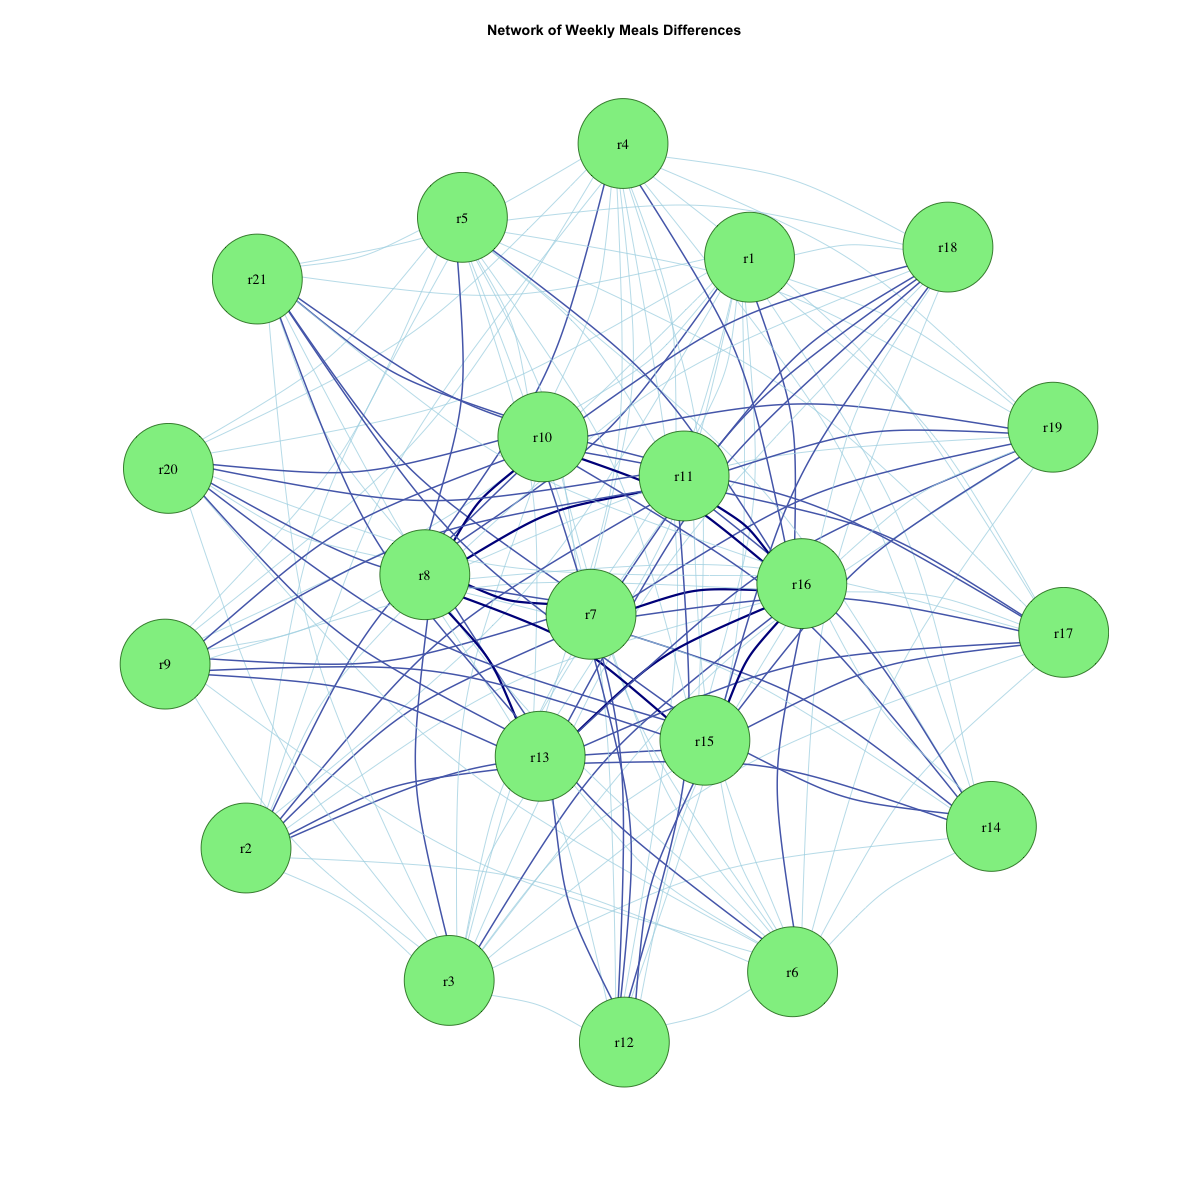 Network of Weekly Meals Differences
r4
r5
r1
r18
r21
r19
r10
r20
r11
r8
r16
r7
r17
r9
r15
r13
r14
r2
r6
r3
r12